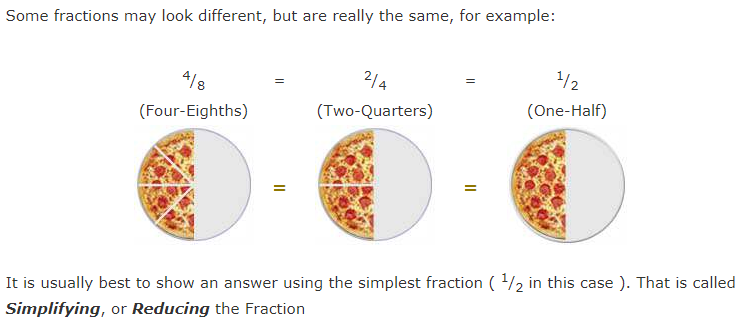 Some fractions may look different, but are really the same, for example:
4/8 = 2/4 = 1/2
(Four-Eighths) (Two-Quarters) (One-Half)
= =
It is usually best to show an answer using the simplest fraction ( 1/2 in this case ). That is called
Simplifying, or Reducing the Fraction